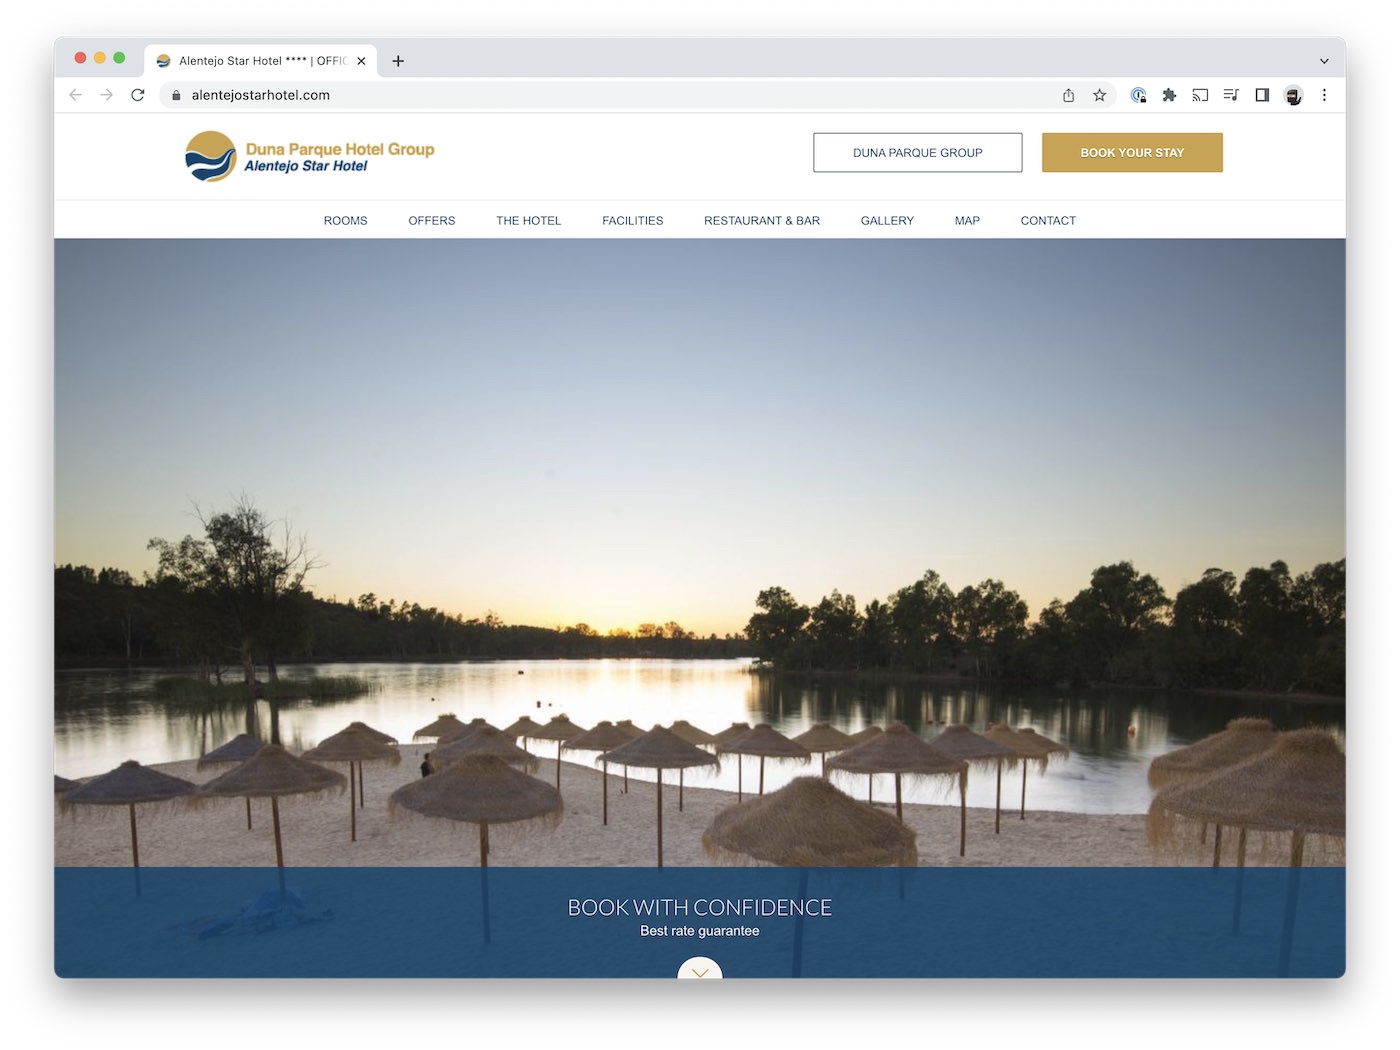 Alentejo Star Hotel **** | OFFIC
alentejostarhotel.com
Duna Parque Hotel Group
Alentejo Star Hotel
DUNA PARQUE GROUP
BOOK YOUR STAY
ROOMS
OFFERS
THE HOTEL
FACILITIES
RESTAURANT & BAR
GALLERY
MAP
CONTACT
BOOK WITH CONFIDENCE
Best rate guarantee